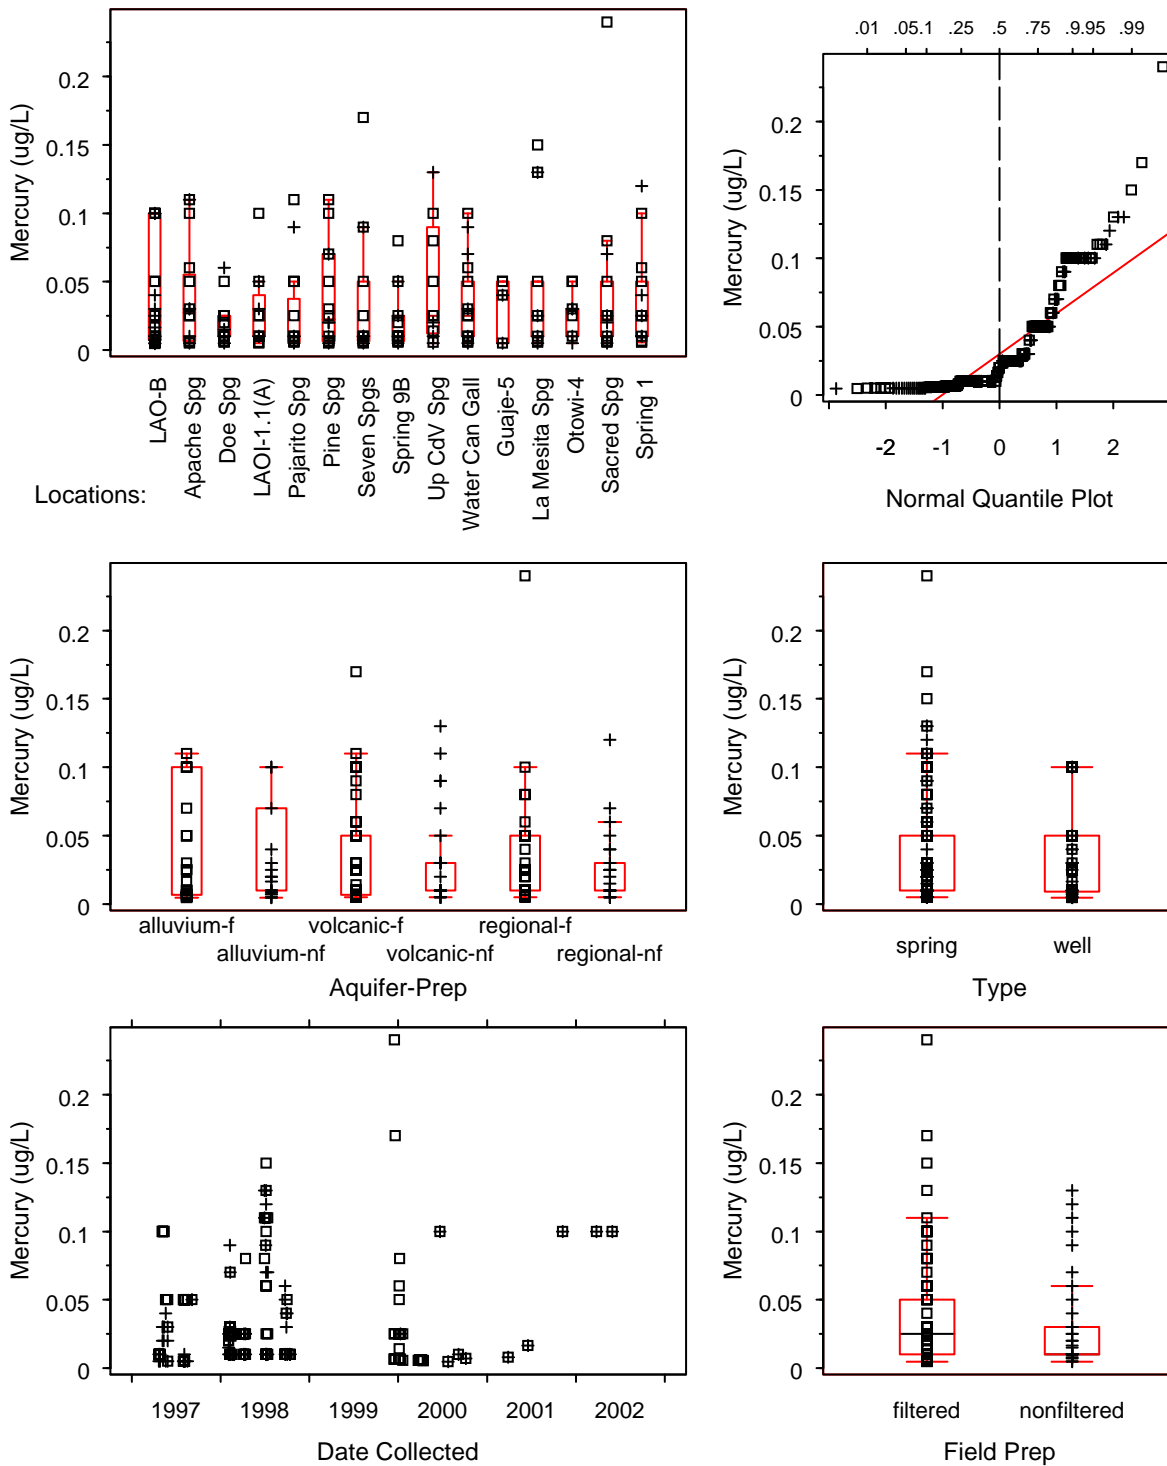 0.2
0.15
0.1
0.05
0
Mercury (ug/L)
LAO-B
Apache Spg
Doe Spg
LAOI-1.1(A)
Pajarito Spg
Pine Spg
Seven Spgs
Spring 9B
Up CdV Spg
Water Can Gall
Guaje-5
La Mesita Spg
Otowi-4
Sacred Spg
Spring 1
Locations:
.01 .05 .1 .25 .5 .75 .9 .95 .99
0.2
0.15
0.1
0.05
0
Mercury (ug/L)
-2 -1 0 1 2
Normal Quantile Plot
0.2
0.15
0.1
0.05
0
Mercury (ug/L)
alluvium-f volcanic-f regional-f
alluvium-nf volcanic-nf regional-nf
Aquifer-Prep
0.2
0.15
0.1
0.05
0
Mercury (ug/L)
spring well
Type
0.2
0.15
0.1
0.05
0
Mercury (ug/L)
1997 1998 1999 2000 2001 2002
Date Collected
0.2
0.15
0.1
0.05
0
Mercury (ug/L)
filtered nonfiltered
Field Prep